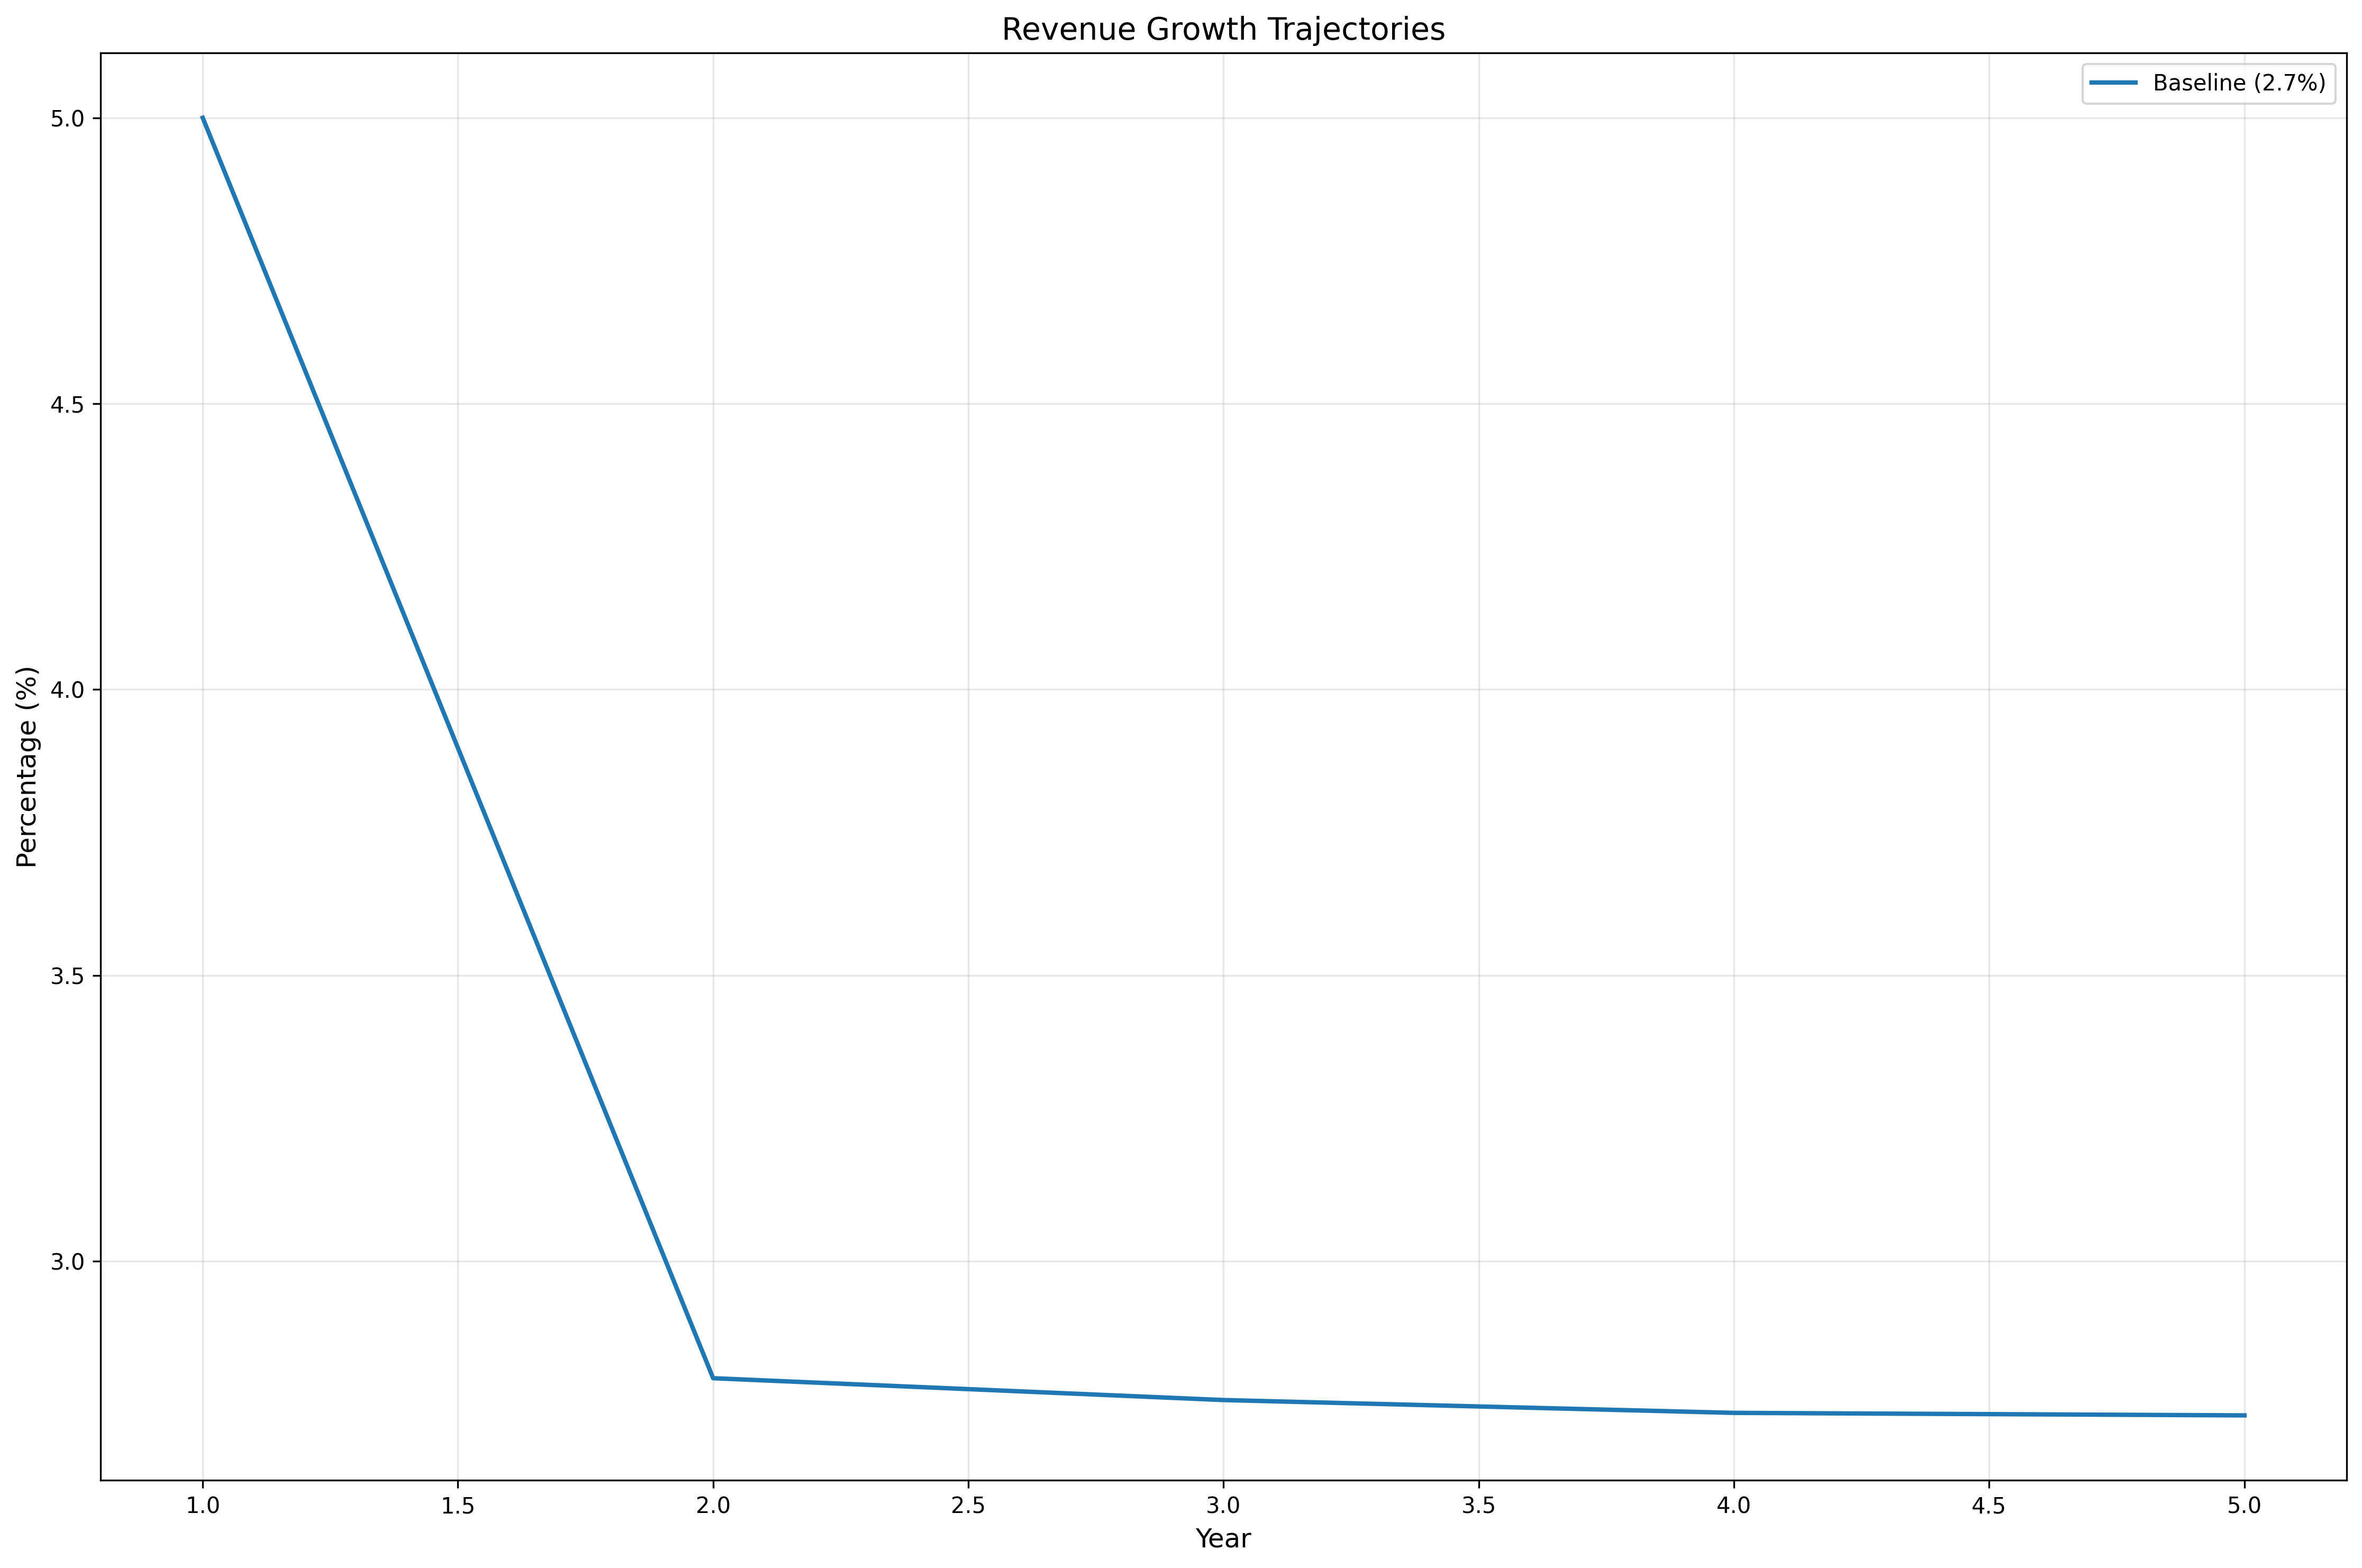 Revenue Growth Trajectories
Baseline (2.7%)
5.0
4.5
4.0
3.5
3.0
Percentage (%)
1.0 1.5 2.0 2.5 3.0 3.5 4.0 4.5 5.0
Year